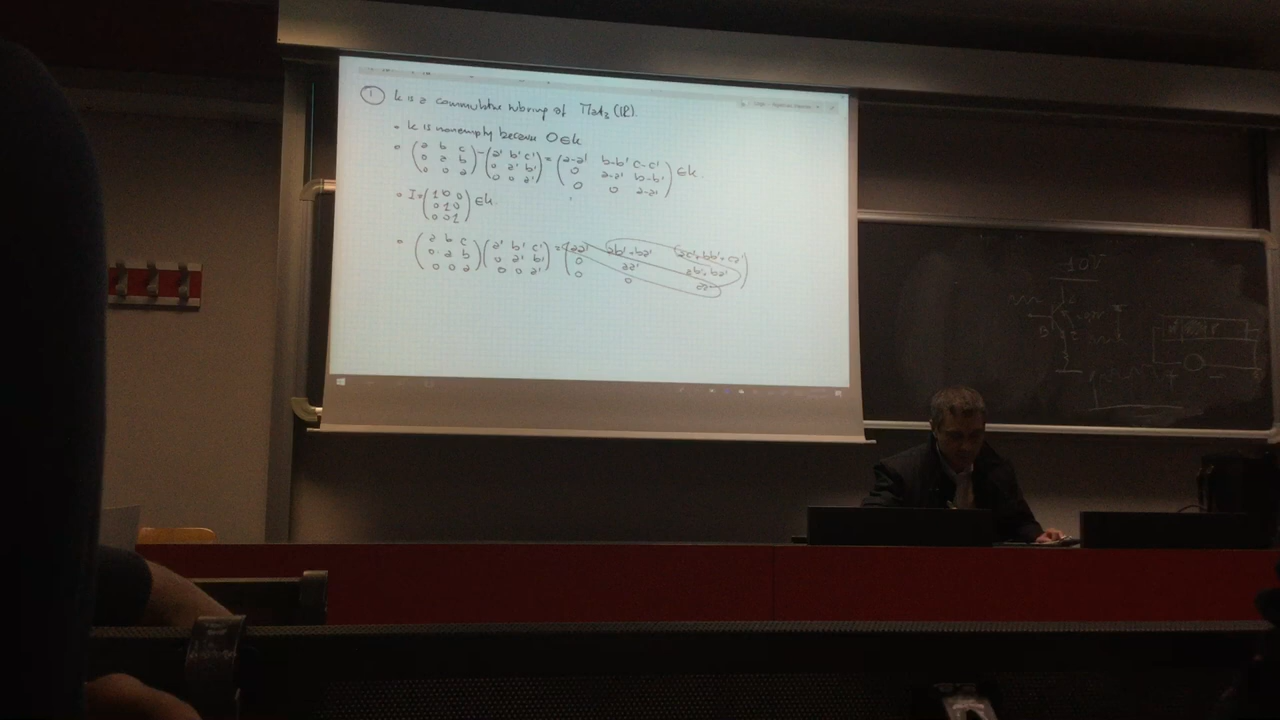 ① k is a commutative subring of Mat₃(ℝ).
• k is nonempty because 0∈k
• (a b c; 0 a b; 0 0 a) - (a' b' c'; 0 a' b'; 0 0 a') = (a-a' b-b' c-c'; 0 a-a' b-b'; 0 0 a-a') ∈ k.
• I = (1 0 0; 0 1 0; 0 0 1) ∈ k.
• (a b c; 0 a b; 0 0 a) (a' b' c'; 0 a' b'; 0 0 a') = (aa' ab'+ba' ac'+bb'+ca'; 0 aa' ab'+ba'; 0 0 aa')
10V
B